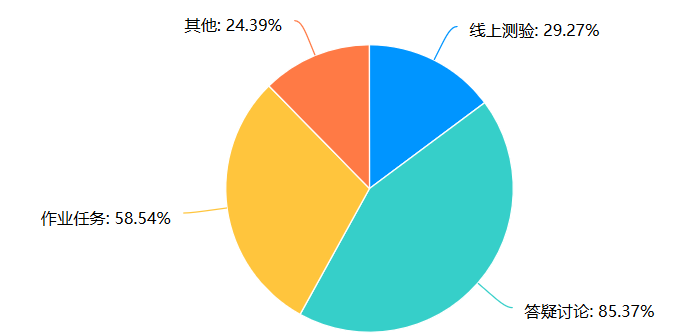 其他: 24.39%
线上测验: 29.27%
作业任务: 58.54%
答疑讨论: 85.37%